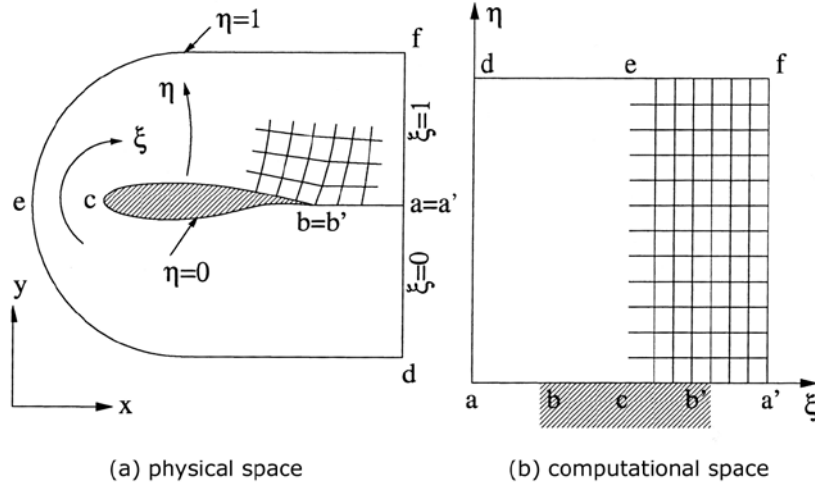 η=1
f
η
ξ
ξ=1
e
c
a=a'
b=b'
η=0
ξ=0
y
d
x
(a) physical space
η
d
e
f
a
b
c
b'
a'
ξ
(b) computational space